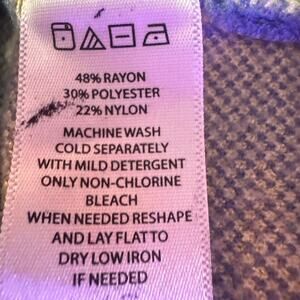 48% RAYON
30% POLYESTER
22% NYLON
MACHINE WASH
COLD SEPARATELY
WITH MILD DETERGENT
ONLY NON-CHLORINE
BLEACH
WHEN NEEDED RESHAPE
AND LAY FLAT TO
DRY LOW IRON
IF NEEDED